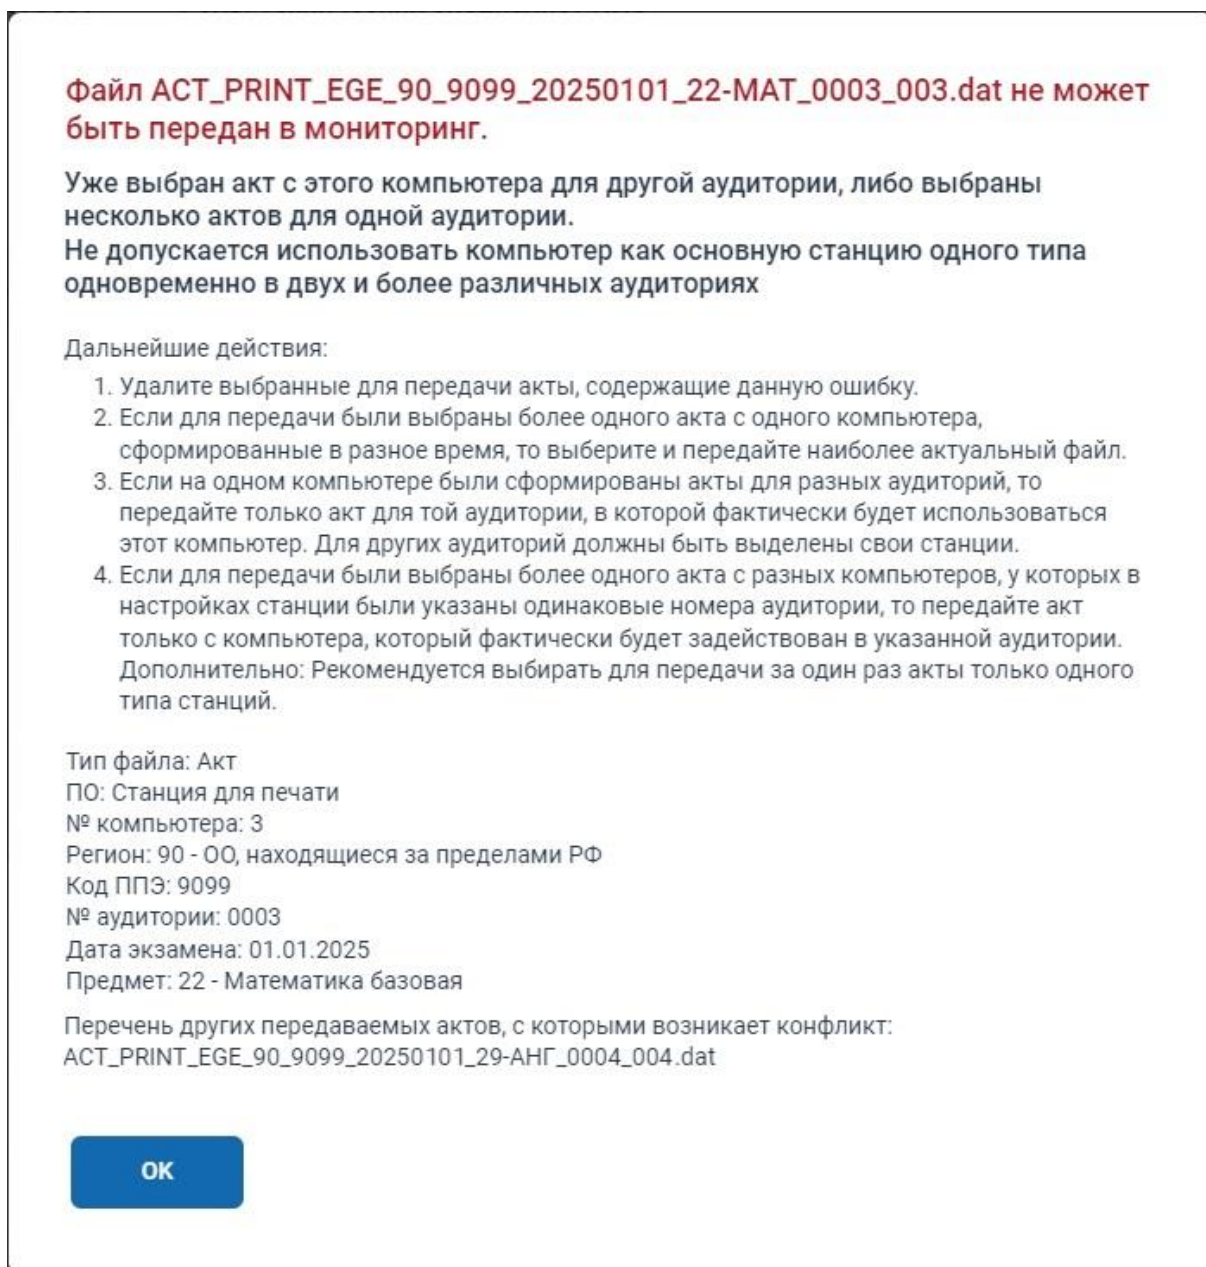 Файл ACT_PRINT_EGE_90_9099_20250101_22-МАТ_0003_003.dat не может
быть передан в мониторинг.
Уже выбран акт с этого компьютера для другой аудитории, либо выбраны
несколько актов для одной аудитории.
Не допускается использовать компьютер как основную станцию одного типа
одновременно в двух и более различных аудиториях
Дальнейшие действия:
1. Удалите выбранные для передачи акты, содержащие данную ошибку.
2. Если для передачи были выбраны более одного акта с одного компьютера,
сформированные в разное время, то выберите и передайте наиболее актуальный файл.
3. Если на одном компьютере были сформированы акты для разных аудиторий, то
передайте только акт для той аудитории, в которой фактически будет использоваться
этот компьютер. Для других аудиторий должны быть выделены свои станции.
4. Если для передачи были выбраны более одного акта с разных компьютеров, у которых в
настройках станции были указаны одинаковые номера аудитории, то передайте акт
только с компьютера, который фактически будет задействован в указанной аудитории.
Дополнительно: Рекомендуется выбирать для передачи за один раз акты только одного
типа станций.
Тип файла: Акт
ПО: Станция для печати
№ компьютера: 3
Регион: 90 - ОО, находящиеся за пределами РФ
Код ППЭ: 9099
№ аудитории: 0003
Дата экзамена: 01.01.2025
Предмет: 22 - Математика базовая
Перечень других передаваемых актов, с которыми возникает конфликт:
ACT_PRINT_EGE_90_9099_20250101_29-АНГ_0004_004.dat
ОК